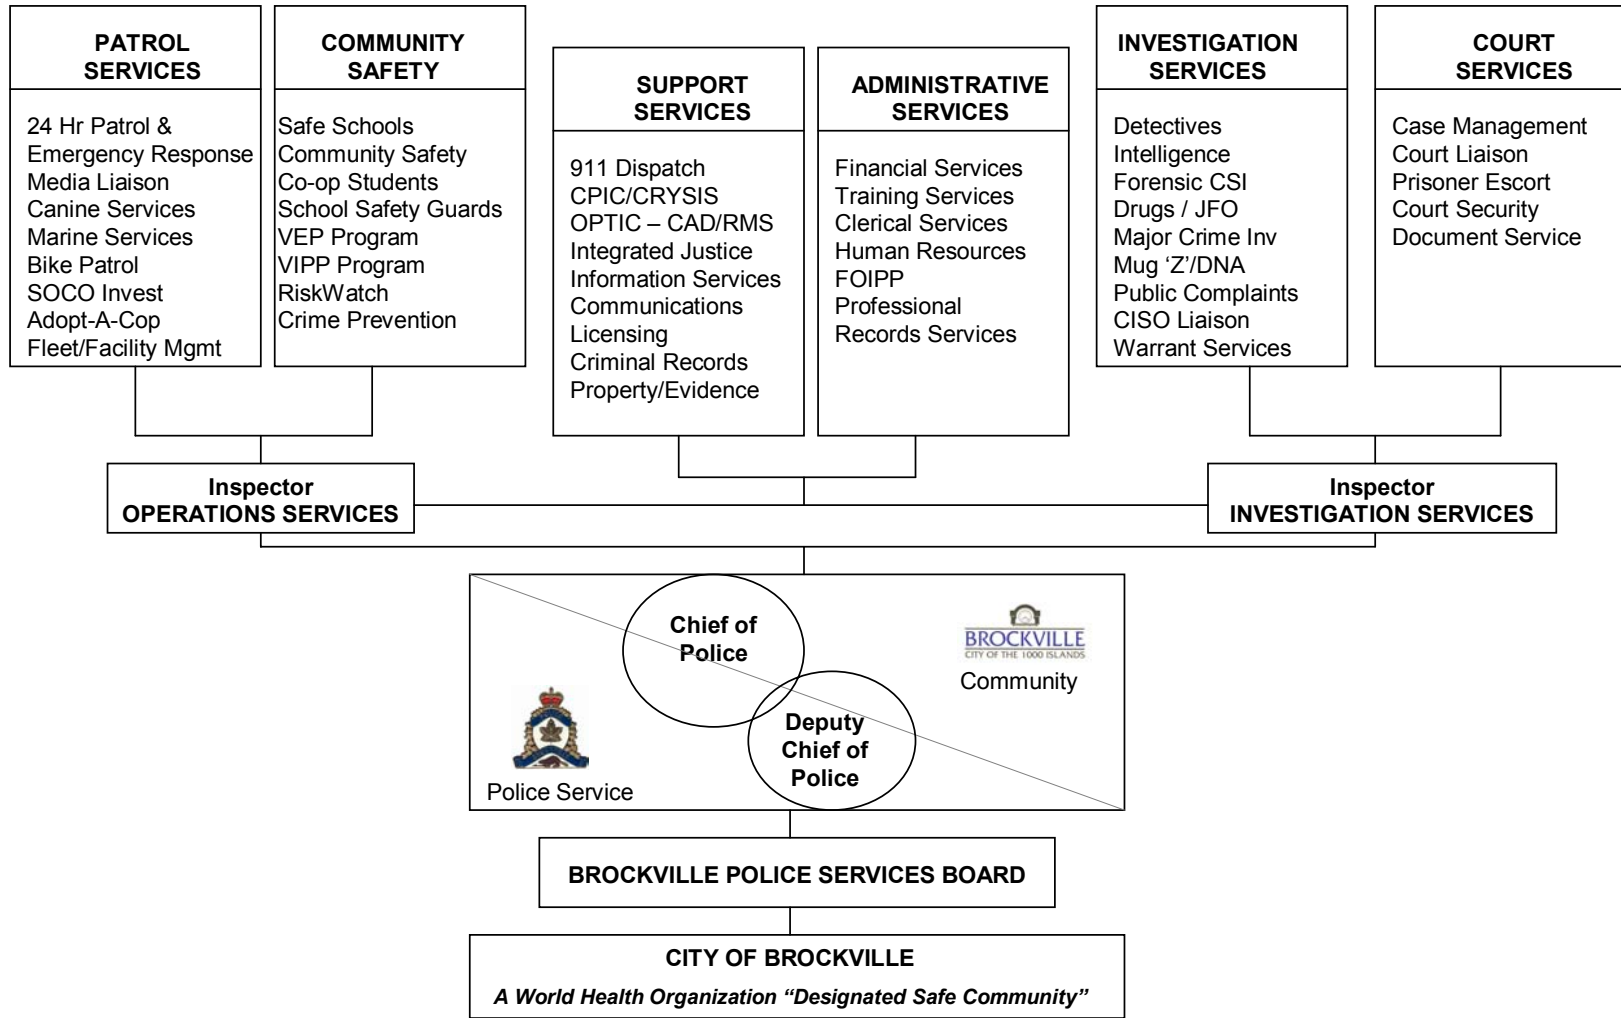 PATROL
SERVICES
24 Hr Patrol &
Emergency Response
Media Liaison
Canine Services
Marine Services
Bike Patrol
SOCO Invest
Adopt-A-Cop
Fleet/Facility Mgmt
COMMUNITY
SAFETY
Safe Schools
Community Safety
Co-op Students
School Safety Guards
VEP Program
VIPP Program
RiskWatch
Crime Prevention
SUPPORT
SERVICES
911 Dispatch
CPIC/CRYSIS
OPTIC – CAD/RMS
Integrated Justice
Information Services
Communications
Licensing
Criminal Records
Property/Evidence
ADMINISTRATIVE
SERVICES
Financial Services
Training Services
Clerical Services
Human Resources
FOIPP
Professional
Records Services
INVESTIGATION
SERVICES
Detectives
Intelligence
Forensic CSI
Drugs / JFO
Major Crime Inv
Mug ‘Z’/DNA
Public Complaints
CISO Liaison
Warrant Services
COURT
SERVICES
Case Management
Court Liaison
Prisoner Escort
Court Security
Document Service
Inspector
OPERATIONS SERVICES
Inspector
INVESTIGATION SERVICES
Chief of
Police
BROCKVILLE
CITY OF THE 1000 ISLANDS
Community
Deputy
Chief of
Police
Police Service
BROCKVILLE POLICE SERVICES BOARD
CITY OF BROCKVILLE
A World Health Organization “Designated Safe Community”